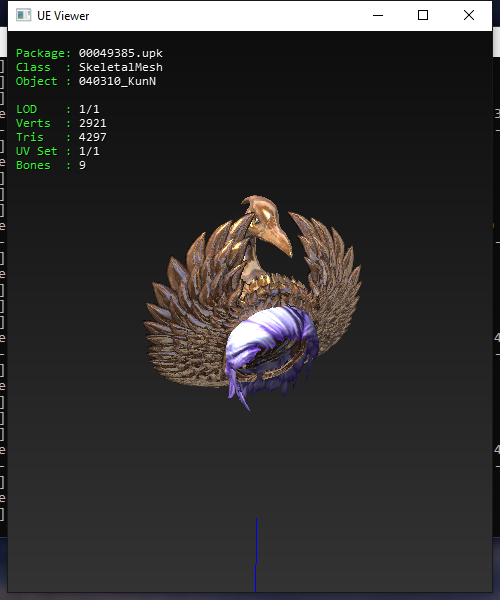 UE Viewer
Package: 00049385.upk
Class  : SkeletalMesh
Object : 040310_KunN
LOD    : 1/1
Verts  : 2921
Tris   : 4297
UV Set : 1/1
Bones  : 9